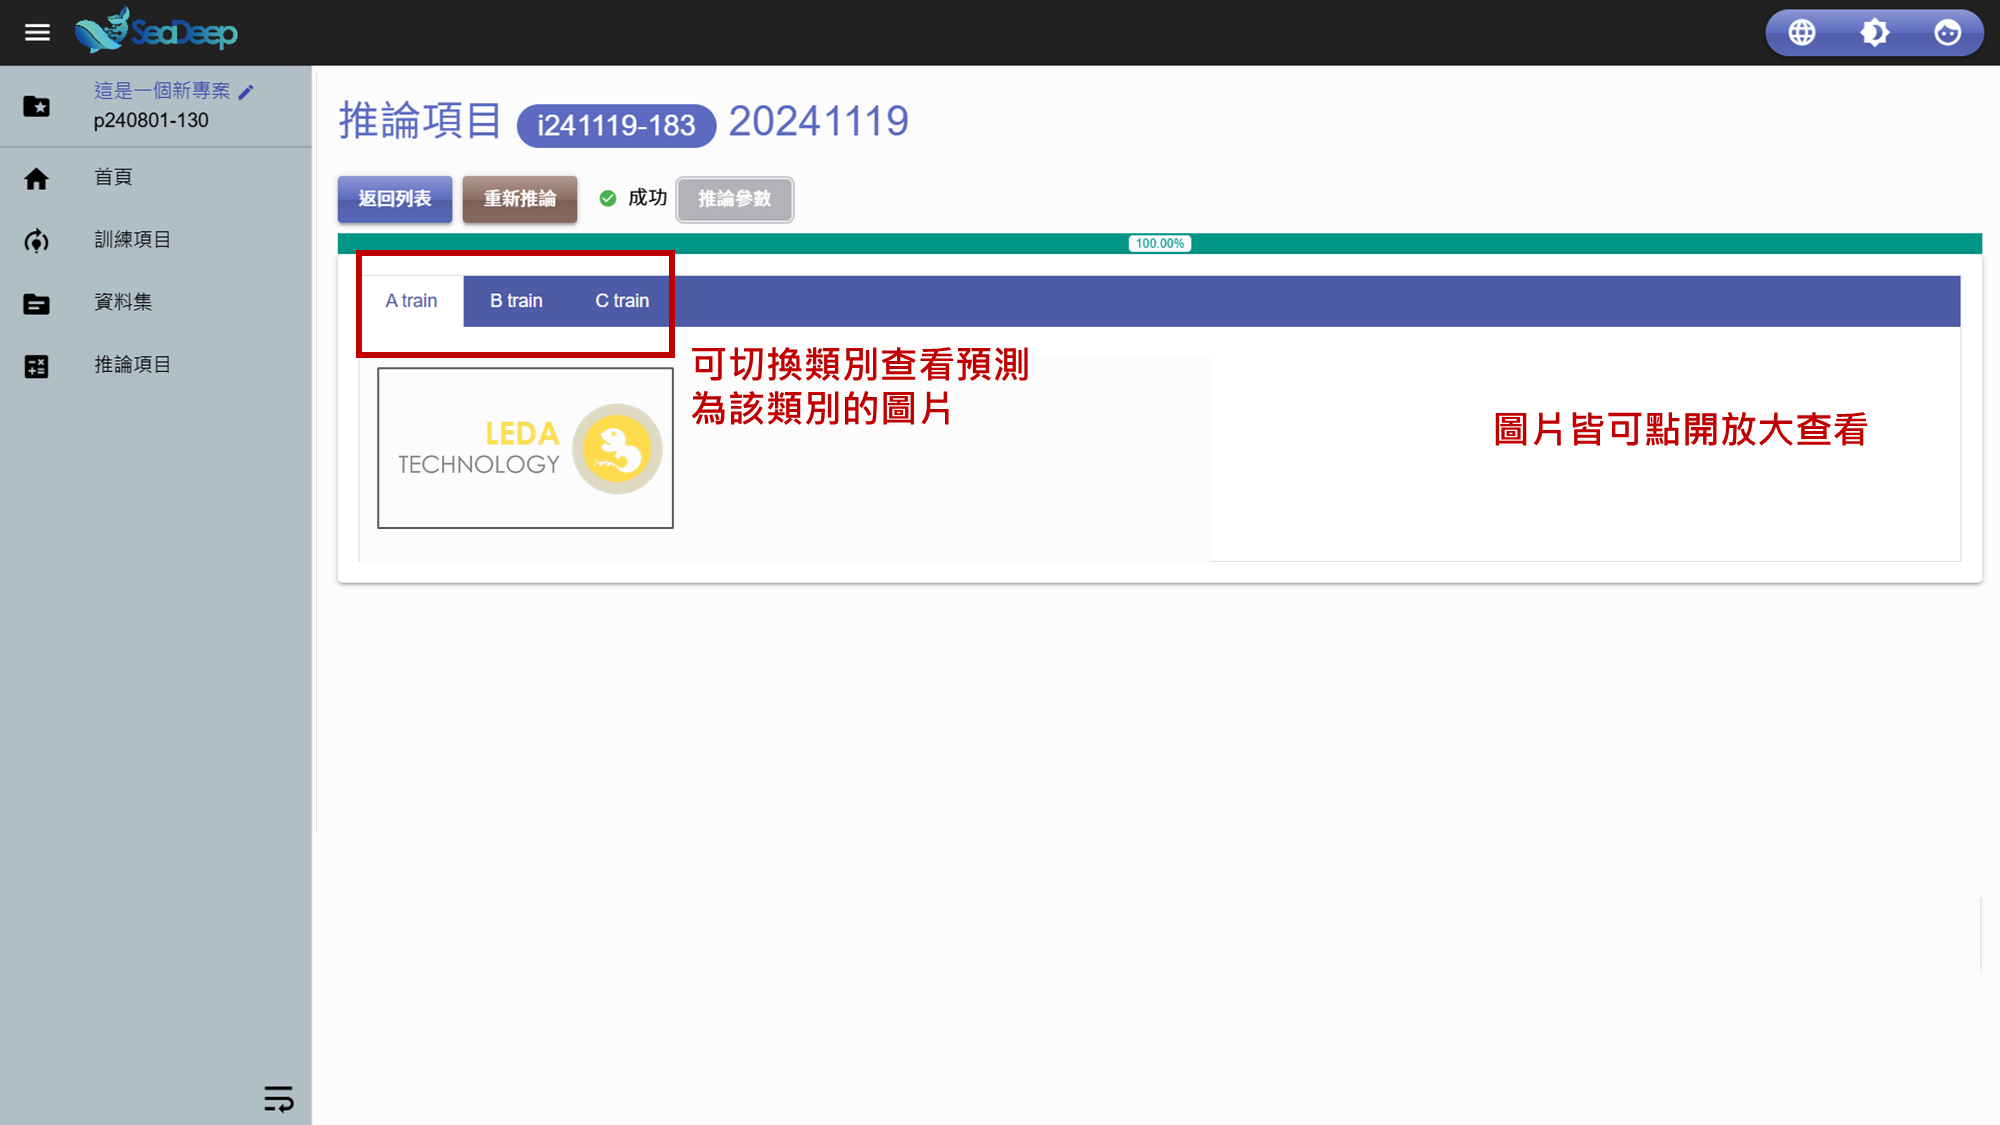 SeaDeep
這是一個新專案
p240801-130
首頁
訓練項目
資料集
推論項目
推論項目 i241119-183 20241119
返回列表 重新推論 成功 推論參數
100.00%
A train B train C train
可切換類別查看預測
為該類別的圖片
圖片皆可點開放大查看
LEDA
TECHNOLOGY